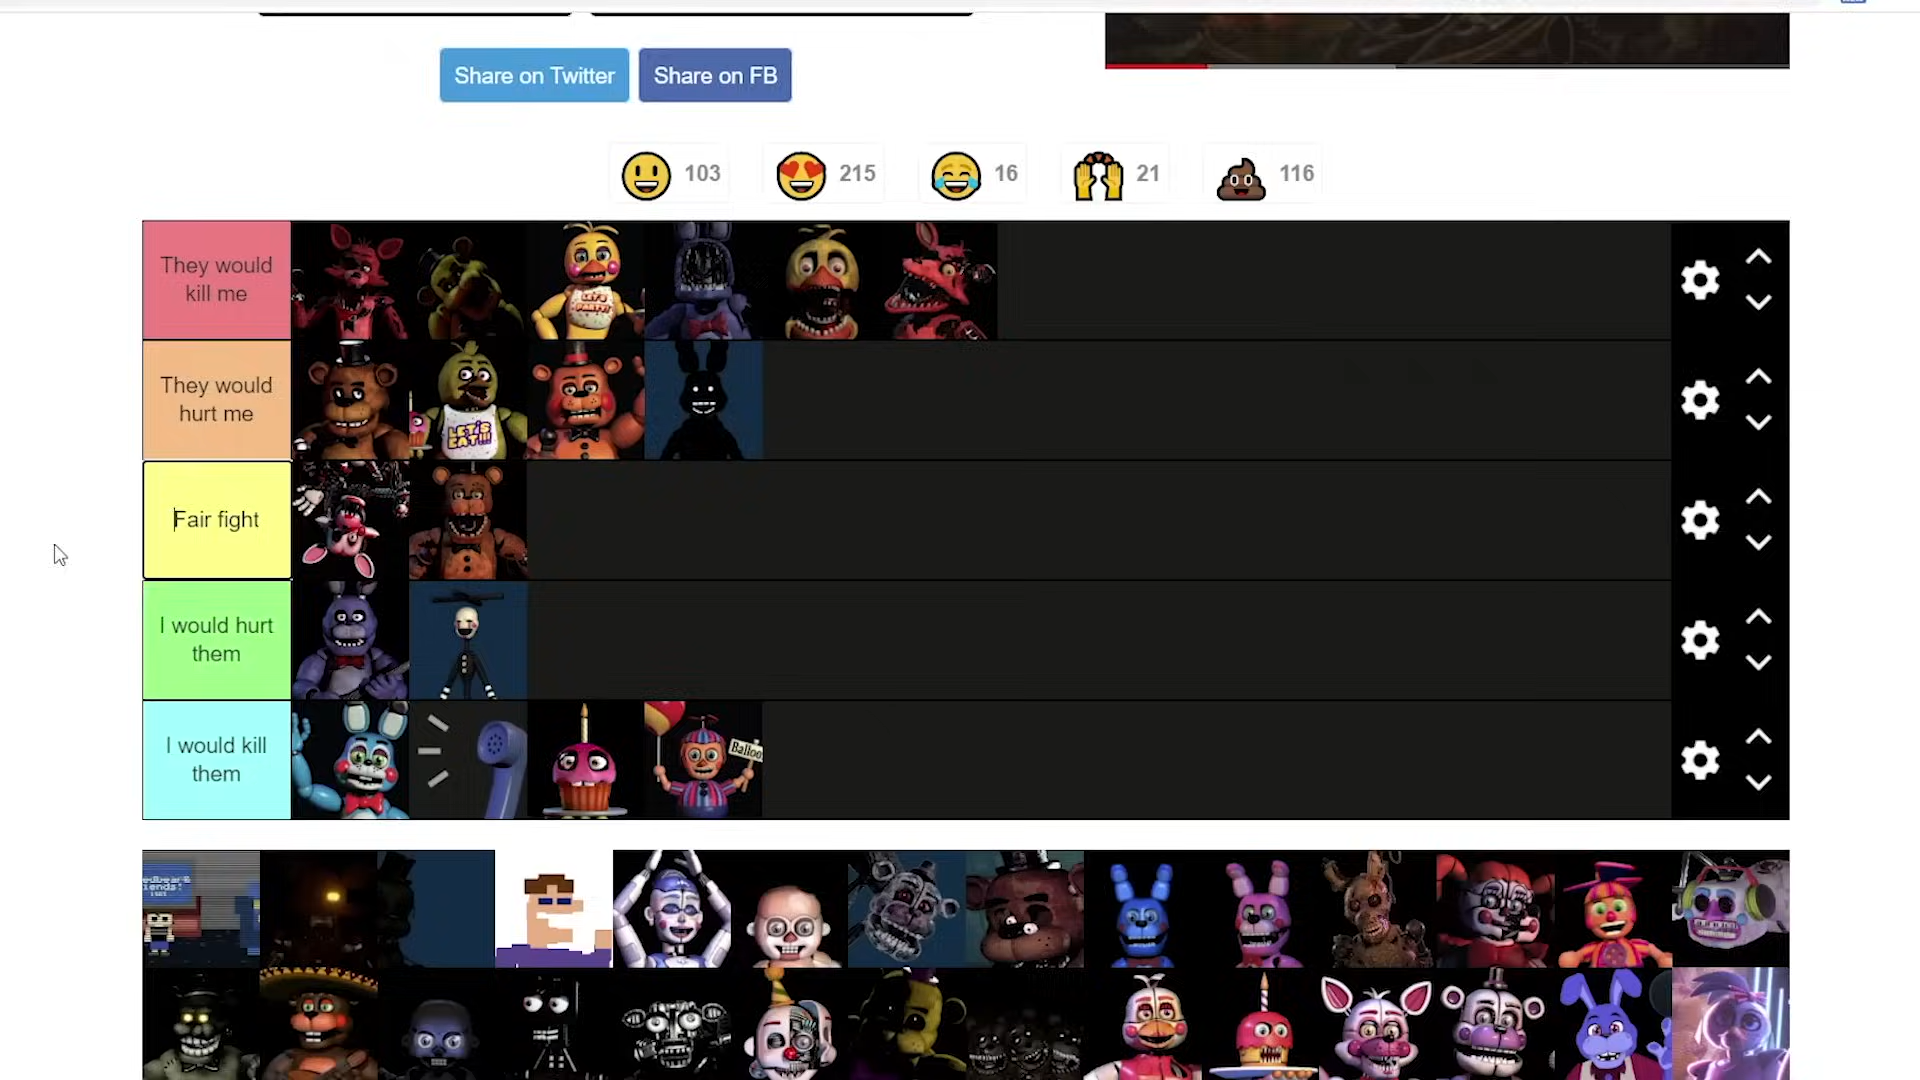 Share on Twitter
Share on FB
103
215
16
21
116
They would
kill me
LET'S
PARTY!
They would
hurt me
LET'S
EAT!!!
Fair fight
I would hurt
them
I would kill
them
Balloo